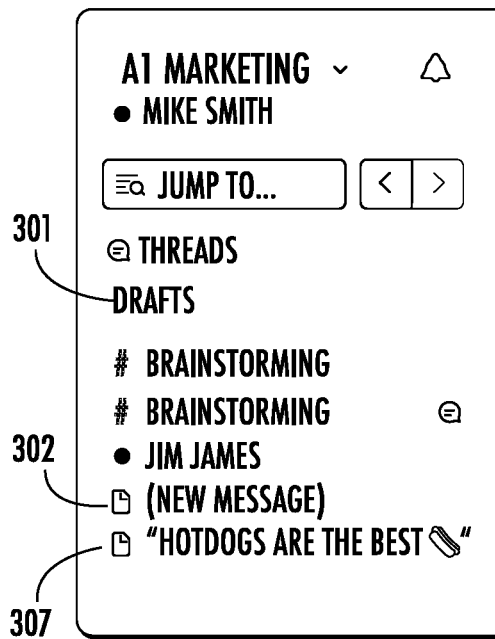 A1 MARKETING
MIKE SMITH
JUMP TO...
301
THREADS
DRAFTS
# BRAINSTORMING
# BRAINSTORMING
302
JIM JAMES
(NEW MESSAGE)
"HOTDOGS ARE THE BEST 🌭"
307